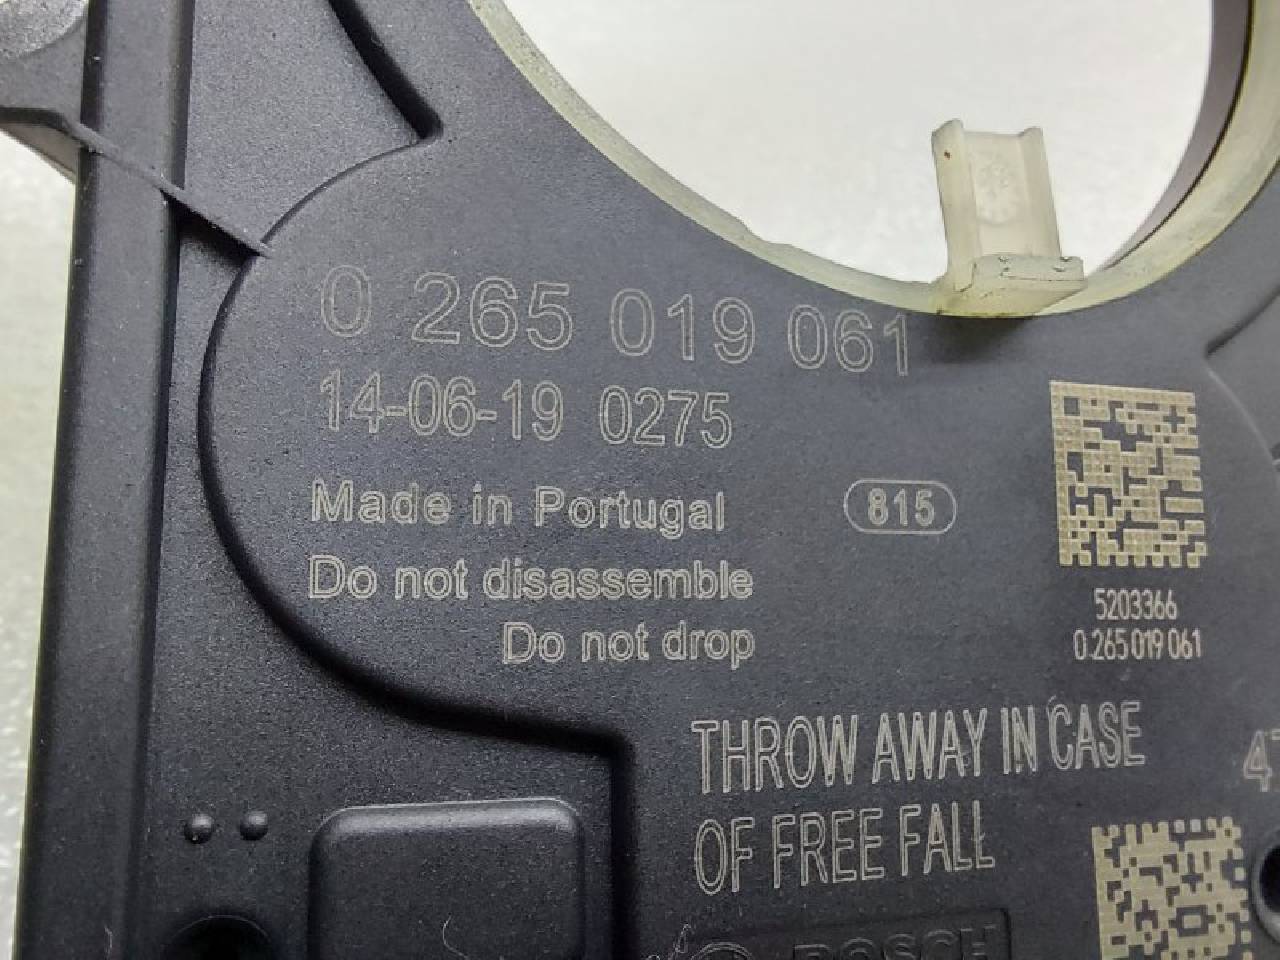 0 265 019 061
14-06-19 0275
Made in Portugal
815
Do not disassemble
Do not drop
5203366
0 265 019 061
THROW AWAY IN CASE
OF FREE FALL
BOSCH